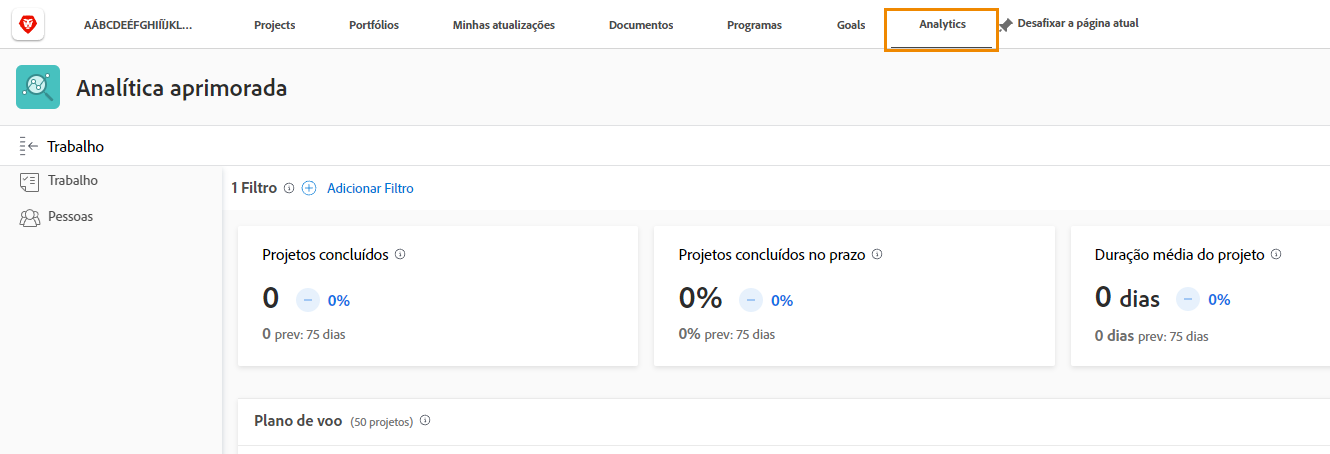 AÁBCDEÉFGHIÍÏJKL... Projects Portfólios Minhas atualizações Documentos Programas Goals Analytics Desafixar a página atual
Analítica aprimorada
Trabalho
Trabalho
Pessoas
1 Filtro Adicionar Filtro
Projetos concluídos
0 0%
0 prev: 75 dias
Projetos concluídos no prazo
0% 0%
0% prev: 75 dias
Duração média do projeto
0 dias 0%
0 dias prev: 75 dias
Plano de voo (50 projetos)